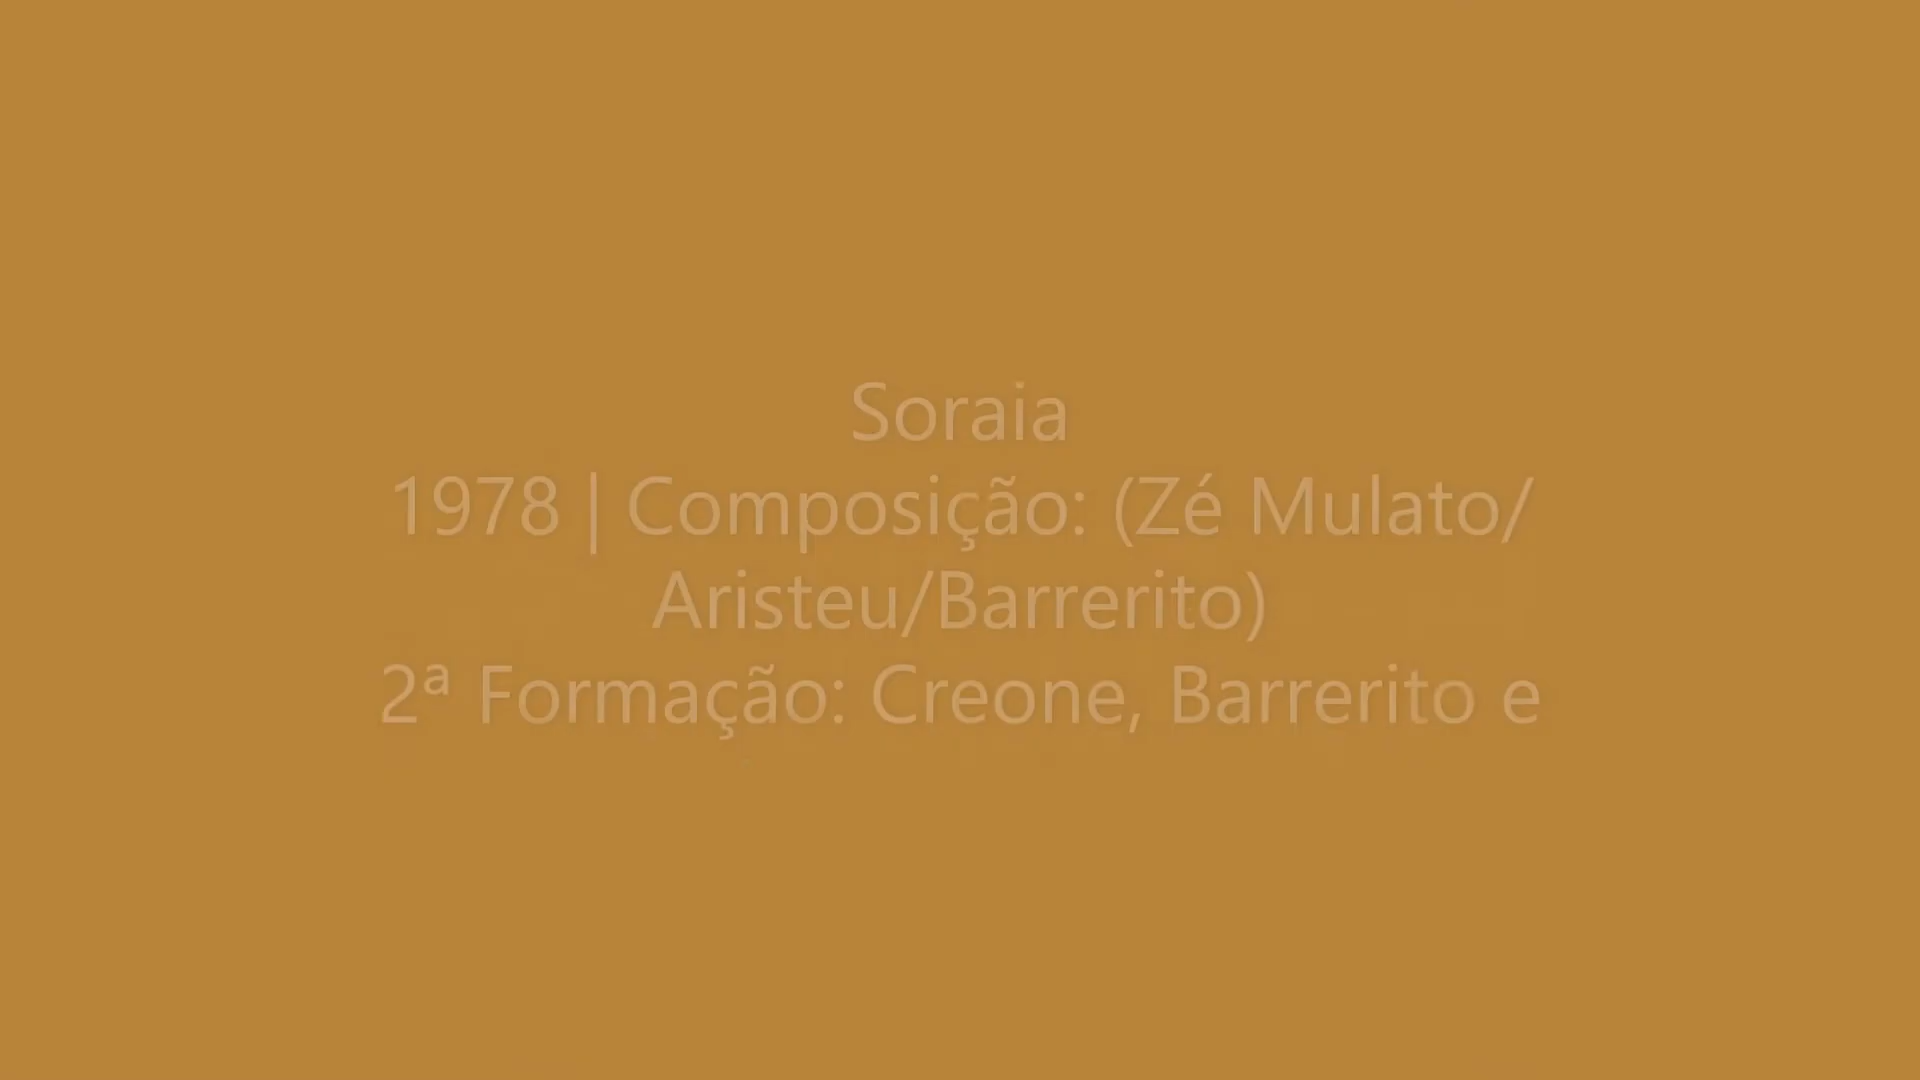 Soraia
1978 | Composição: (Zé Mulato/
Aristeu/Barrerito)
2ª Formação: Creone, Barrerito e